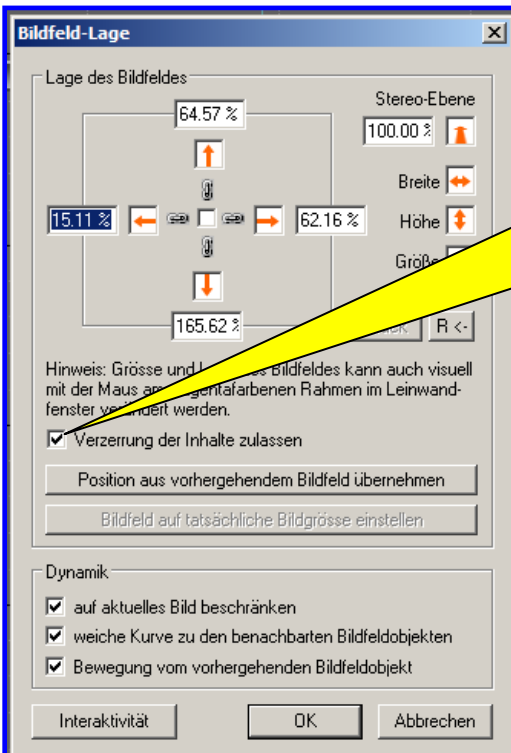 Bildfeld-Lage
Lage des Bildfeldes
64.57 %
Stereo-Ebene
100.00 %
Breite
15.11 %
62.16 %
Höhe
Größe
165.62 %
R <-
Hinweis: Grösse und Bildfeldes kann auch visuell
mit der Maus am magentafarbenen Rahmen im Leinwand-
fenster verändert werden.
Verzerrung der Inhalte zulassen
Position aus vorhergehendem Bildfeld übernehmen
Bildfeld auf tatsächliche Bildgrösse einstellen
Dynamik
auf aktuelles Bild beschränken
weiche Kurve zu den benachbarten Bildfeldobjekten
Bewegung vom vorhergehenden Bildfeldobjekt
Interaktivität
OK
Abbrechen